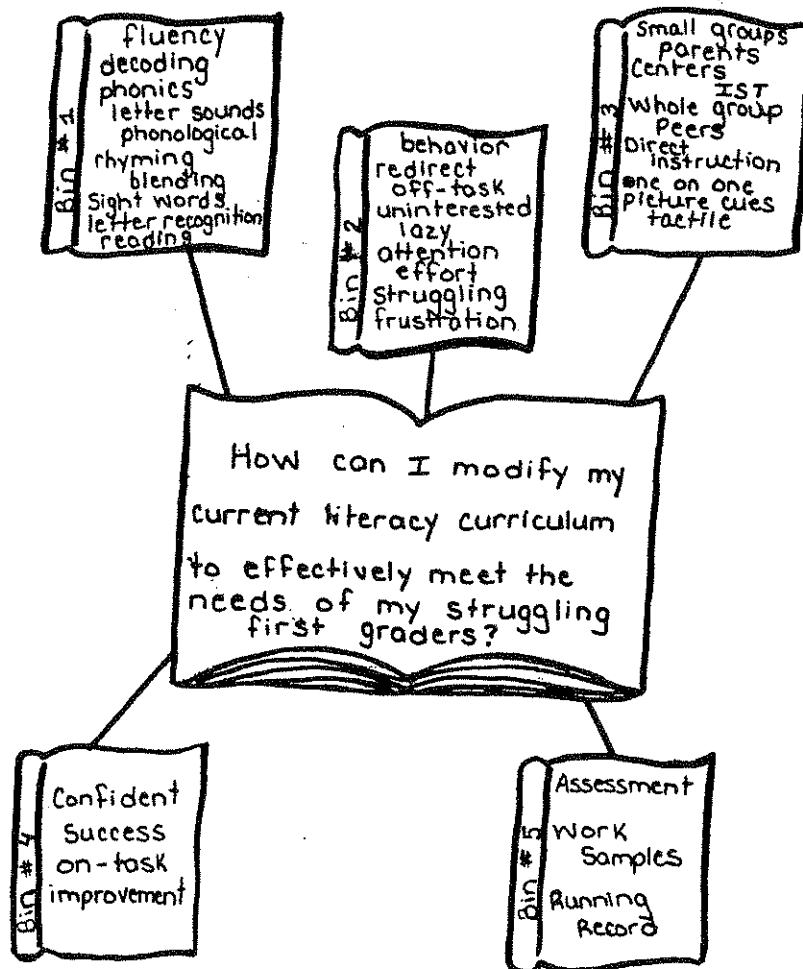 Bin #1
fluency
decoding
phonics
letter sounds
phonological
rhyming
blending
Sight words
letter recognition
reading
Bin #2
behavior
redirect
off-task
uninterested
lazy
attention
effort
Struggling
frustration
Bin #3
Small groups
parents
Centers
IST
Whole group
Peers
Direct
instruction
one on one
Picture cues
tactile
How can I modify my
current literacy curriculum
to effectively meet the
needs of my struggling
first graders?
Bin #4
Confident
Success
on-task
improvement
Bin #5
Assessment
Work
Samples
Running
Record